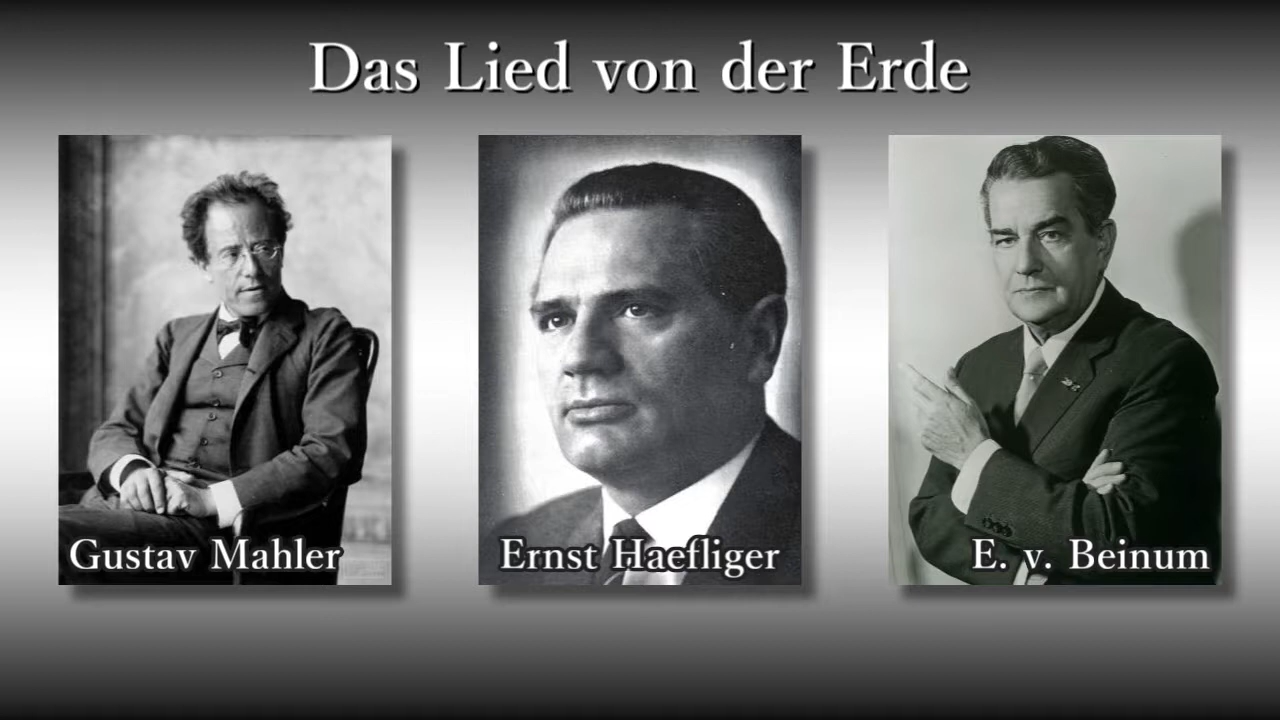 Das Lied von der Erde
Gustav Mahler
Ernst Haefliger
E. v. Beinum